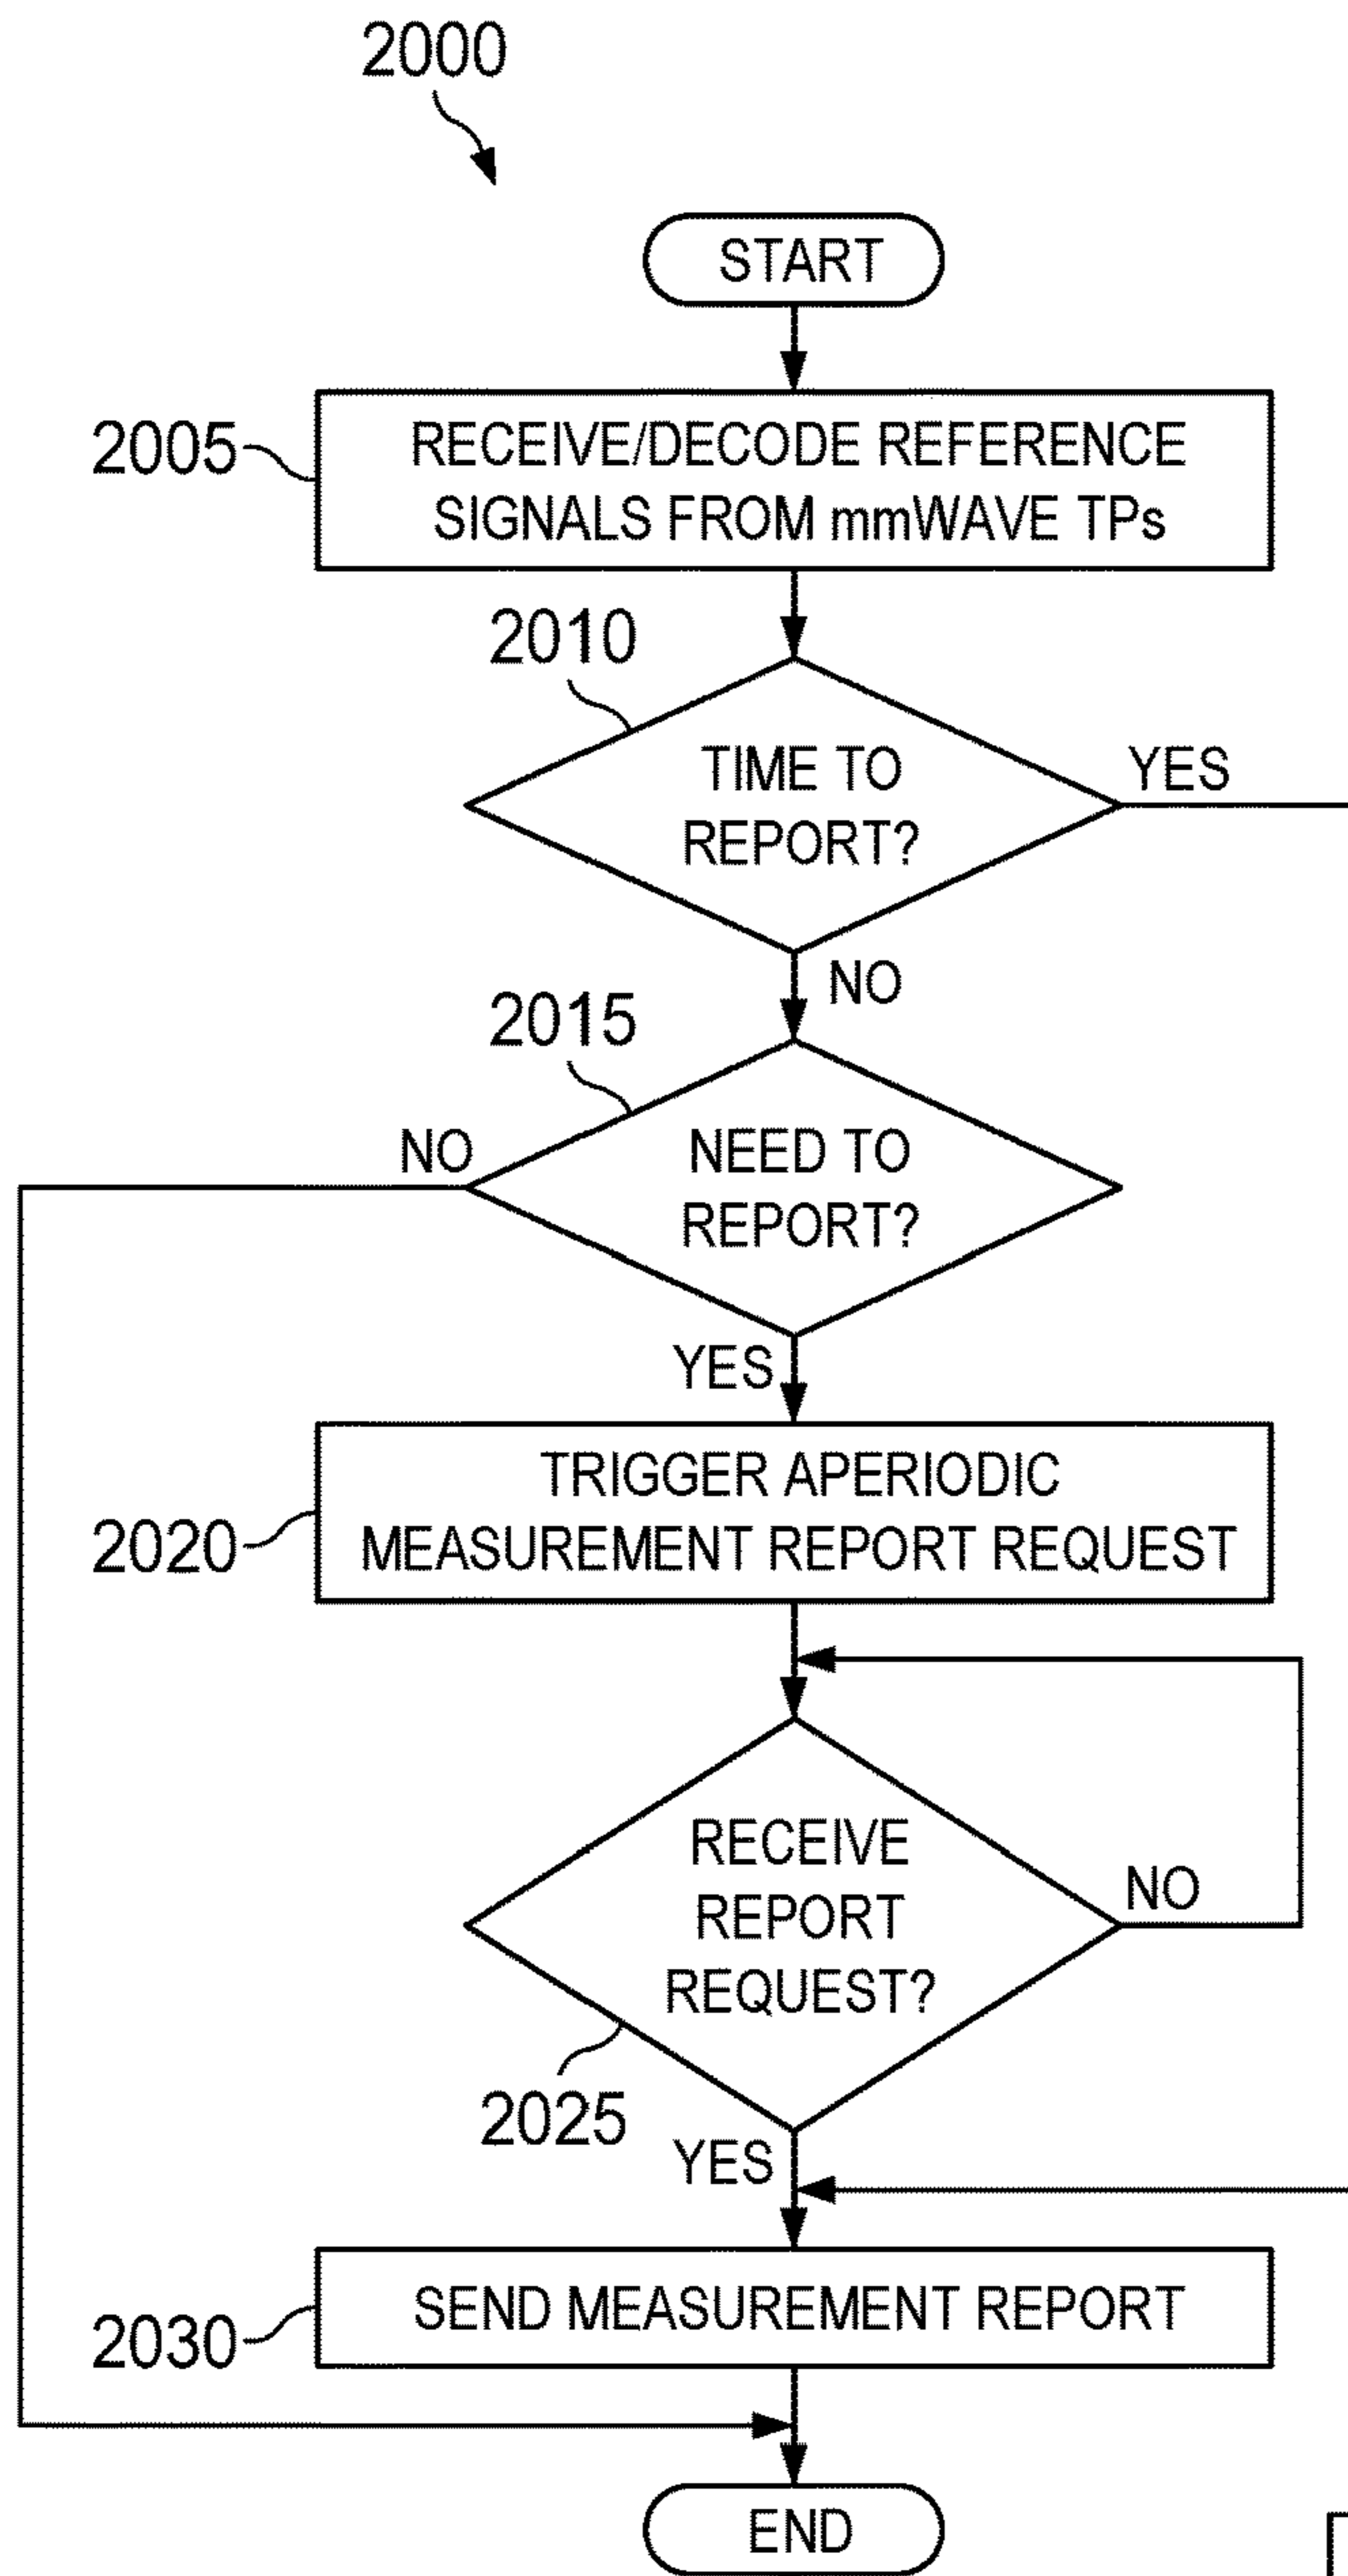 2000
START
2005
RECEIVE/DECODE REFERENCE
SIGNALS FROM mmWAVE TPs
2010
TIME TO
REPORT?
YES
NO
2015
NO
NEED TO
REPORT?
YES
2020
TRIGGER APERIODIC
MEASUREMENT REPORT REQUEST
RECEIVE
REPORT
REQUEST?
NO
2025
YES
2030
SEND MEASUREMENT REPORT
END